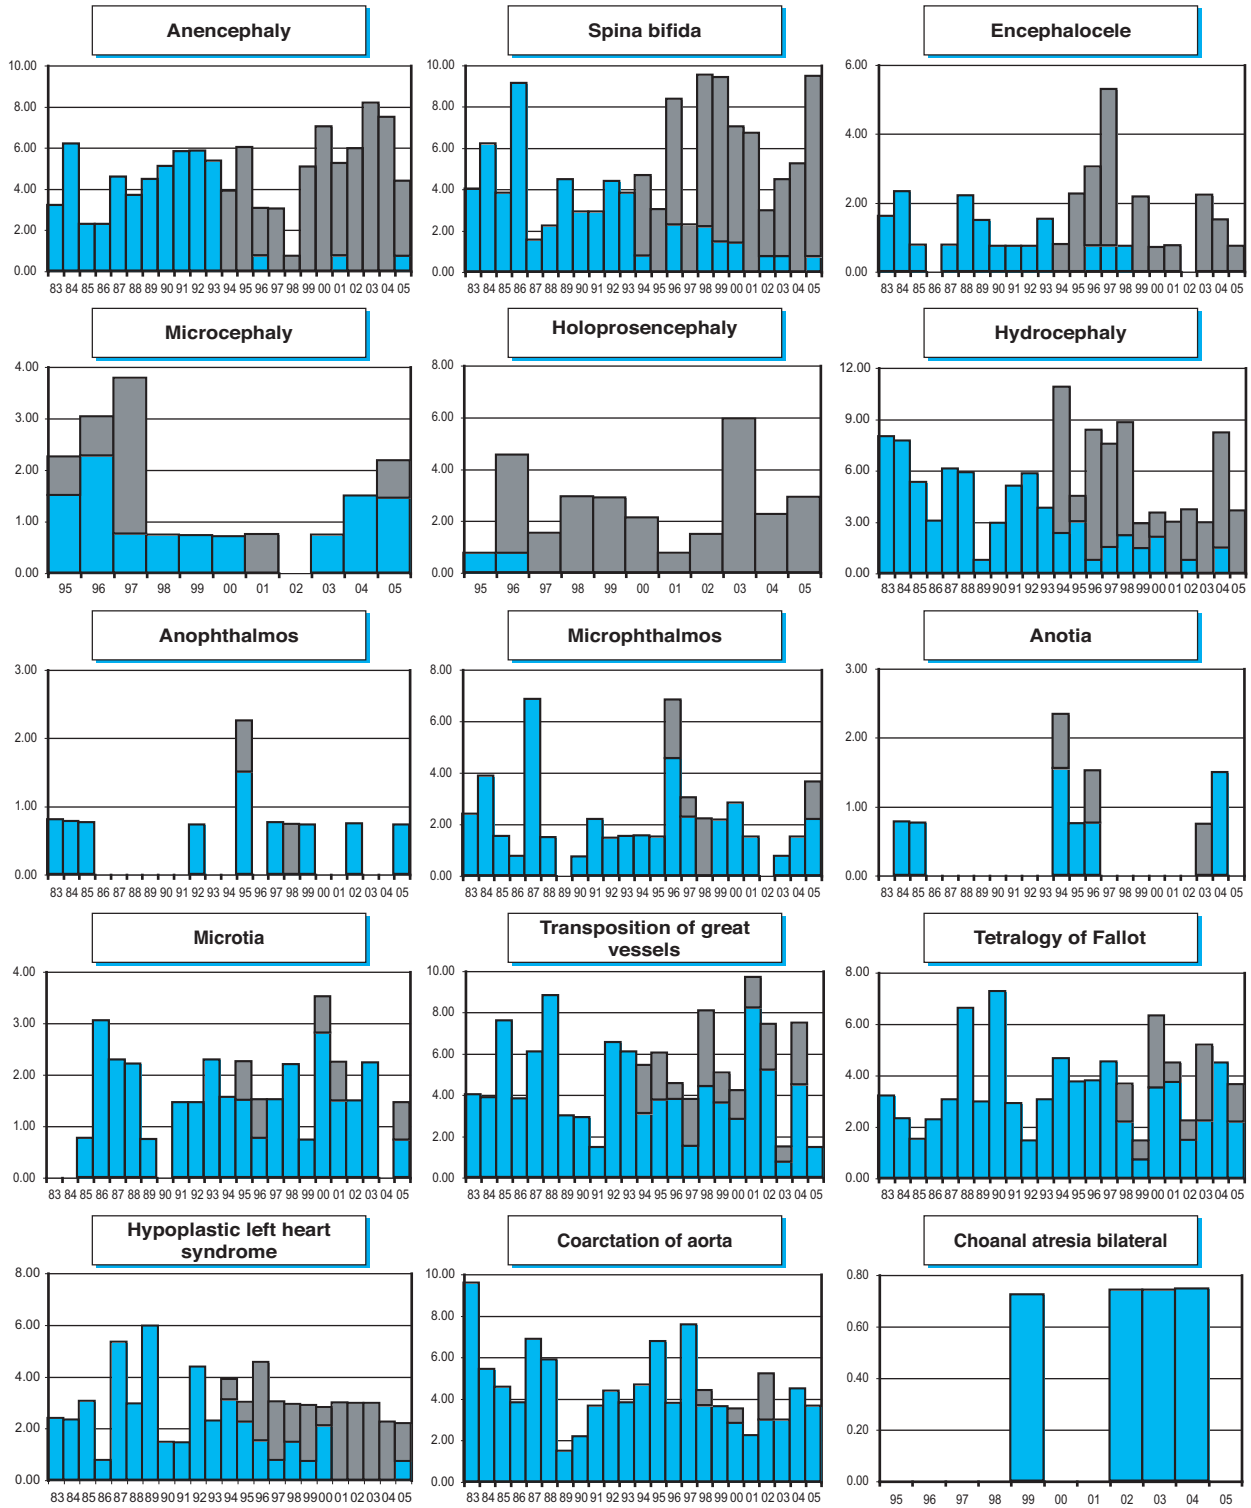 Anencephaly
10.00
8.00
6.00
4.00
2.00
0.00
83 84 85 86 87 88 89 90 91 92 93 94 95 96 97 98 99 00 01 02 03 04 05
Spina bifida
10.00
8.00
6.00
4.00
2.00
0.00
83 84 85 86 87 88 89 90 91 92 93 94 95 96 97 98 99 00 01 02 03 04 05
Encephalocele
6.00
4.00
2.00
0.00
83 84 85 86 87 88 89 90 91 92 93 94 95 96 97 98 99 00 01 02 03 04 05
Microcephaly
4.00
3.00
2.00
1.00
0.00
95 96 97 98 99 00 01 02 03 04 05
Holoprosencephaly
8.00
6.00
4.00
2.00
0.00
95 96 97 98 99 00 01 02 03 04 05
Hydrocephaly
12.00
9.00
6.00
3.00
0.00
83 84 85 86 87 88 89 90 91 92 93 94 95 96 97 98 99 00 01 02 03 04 05
Anophthalmos
3.00
2.00
1.00
0.00
83 84 85 86 87 88 89 90 91 92 93 94 95 96 97 98 99 00 01 02 03 04 05
Microphthalmos
8.00
6.00
4.00
2.00
0.00
83 84 85 86 87 88 89 90 91 92 93 94 95 96 97 98 99 00 01 02 03 04 05
Anotia
3.00
2.00
1.00
0.00
83 84 85 86 87 88 89 90 91 92 93 94 95 96 97 98 99 00 01 02 03 04 05
Microtia
4.00
3.00
2.00
1.00
0.00
83 84 85 86 87 88 89 90 91 92 93 94 95 96 97 98 99 00 01 02 03 04 05
Transposition of great
vessels
10.00
8.00
6.00
4.00
2.00
0.00
83 84 85 86 87 88 89 90 91 92 93 94 95 96 97 98 99 00 01 02 03 04 05
Tetralogy of Fallot
8.00
6.00
4.00
2.00
0.00
83 84 85 86 87 88 89 90 91 92 93 94 95 96 97 98 99 00 01 02 03 04 05
Hypoplastic left heart
syndrome
8.00
6.00
4.00
2.00
0.00
83 84 85 86 87 88 89 90 91 92 93 94 95 96 97 98 99 00 01 02 03 04 05
Coarctation of aorta
10.00
8.00
6.00
4.00
2.00
0.00
83 84 85 86 87 88 89 90 91 92 93 94 95 96 97 98 99 00 01 02 03 04 05
Choanal atresia bilateral
0.80
0.60
0.40
0.20
0.00
95 96 97 98 99 00 01 02 03 04 05